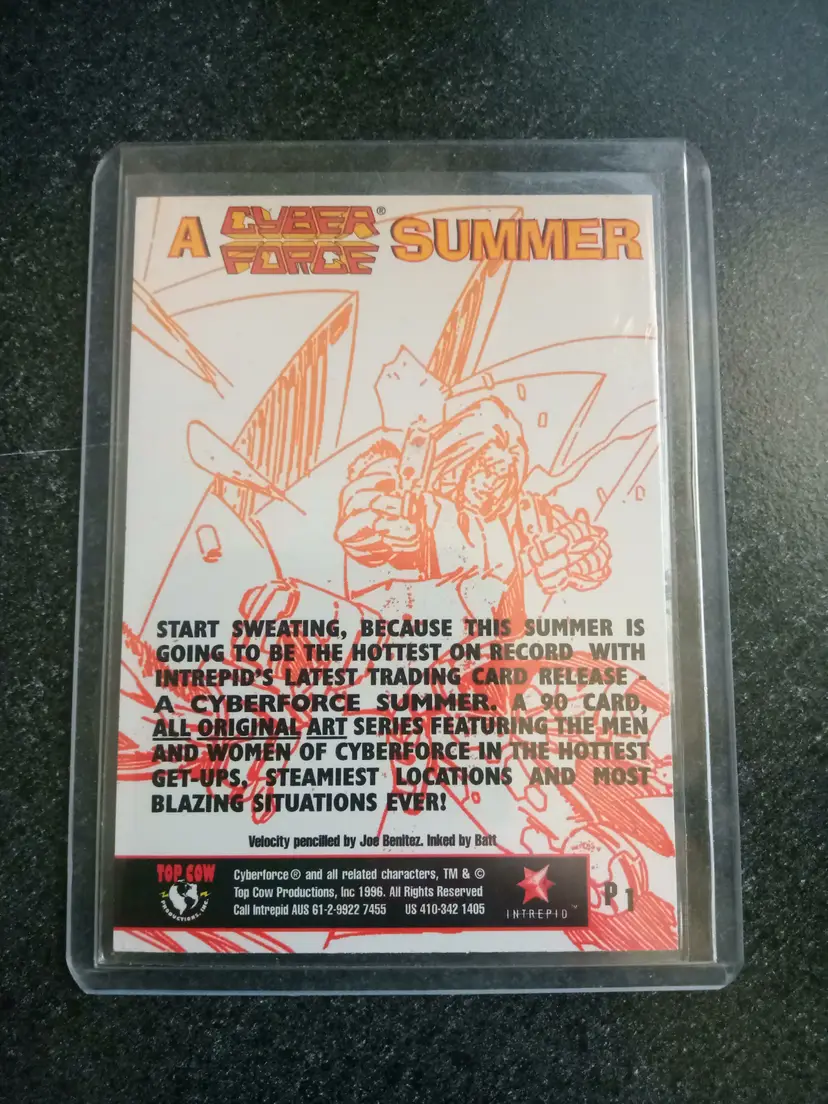 A CYBER FORCE® SUMMER
START SWEATING, BECAUSE THIS SUMMER IS
GOING TO BE THE HOTTEST ON RECORD WITH
INTREPID'S LATEST TRADING CARD RELEASE -
A CYBERFORCE SUMMER. A 90 CARD,
ALL ORIGINAL ART SERIES FEATURING THE MEN
AND WOMEN OF CYBERFORCE IN THE HOTTEST
GET-UPS, STEAMIEST LOCATIONS AND MOST
BLAZING SITUATIONS EVER!
Velocity pencilled by Joe Benitez. Inked by Batt
TOP COW
PRODUCTIONS, INC.
Cyberforce® and all related characters, TM & ©
Top Cow Productions, Inc 1996. All Rights Reserved
Call Intrepid AUS 61-2-9922 7455 US 410-342 1405
INTREPID™
P1